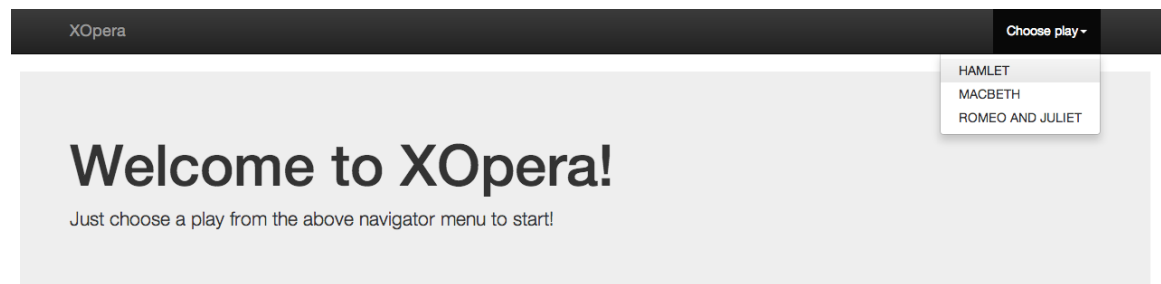 XOpera
Choose play
HAMLET
MACBETH
ROMEO AND JULIET
Welcome to XOpera!
Just choose a play from the above navigator menu to start!